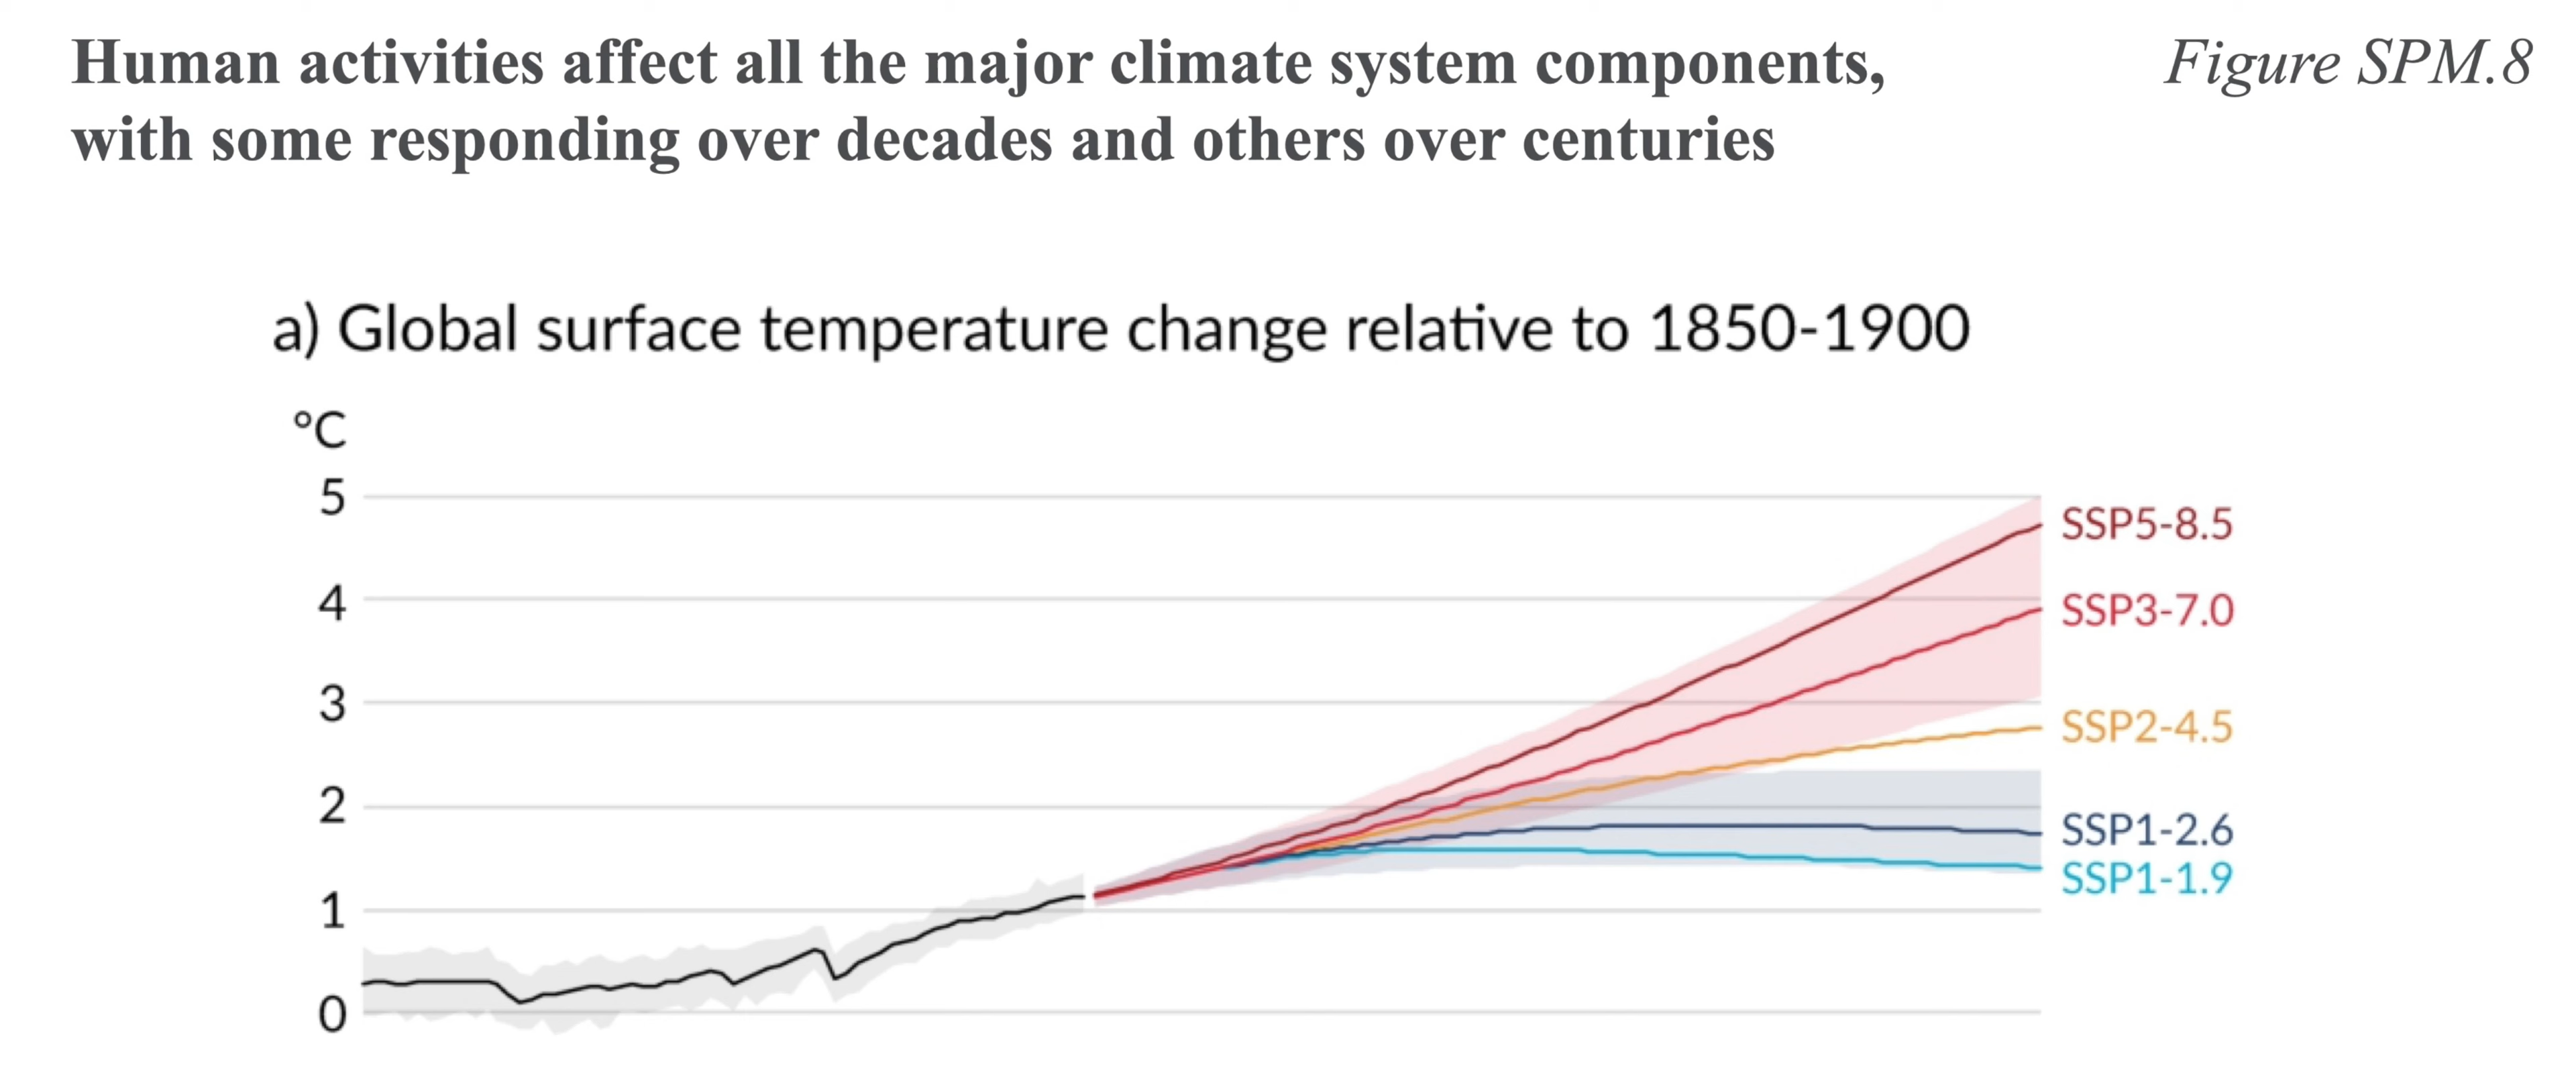 Human activities affect all the major climate system components,
with some responding over decades and others over centuries
Figure SPM.8
a) Global surface temperature change relative to 1850-1900
°C
5
4
3
2
1
0
SSP5-8.5
SSP3-7.0
SSP2-4.5
SSP1-2.6
SSP1-1.9